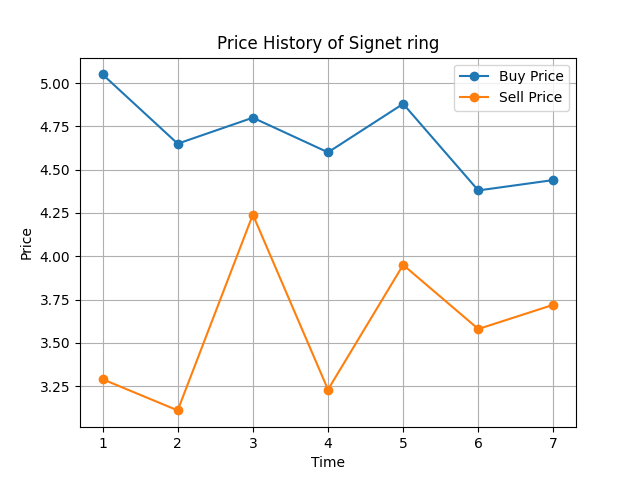 Price History of Signet ring
Buy Price
Sell Price
Price
5.00
4.75
4.50
4.25
4.00
3.75
3.50
3.25
1 2 3 4 5 6 7
Time